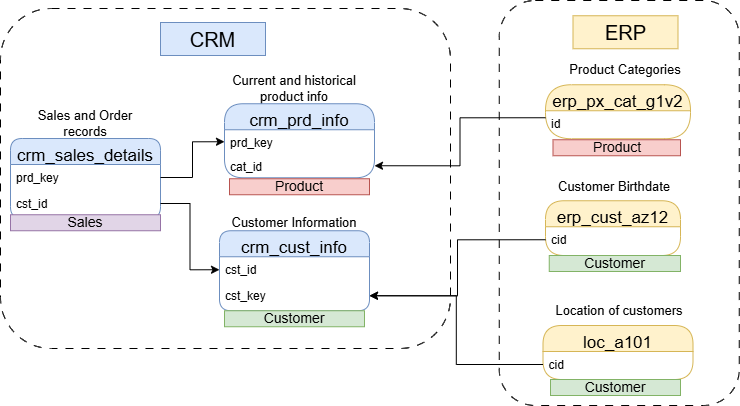 CRM
Sales and Order
records
crm_sales_details
prd_key
cst_id
Sales
Current and historical
product info
crm_prd_info
prd_key
cat_id
Product
Customer Information
crm_cust_info
cst_id
cst_key
Customer
ERP
Product Categories
erp_px_cat_g1v2
id
Product
Customer Birthdate
erp_cust_az12
cid
Customer
Location of customers
loc_a101
cid
Customer